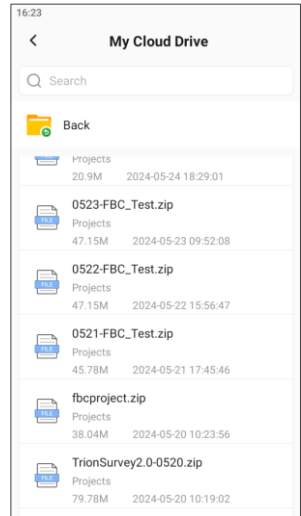 16:23
My Cloud Drive
Search
Back
Projects
20.9M 2024-05-24 18:29:01
0523-FBC_Test.zip
FILE
Projects
47.15M 2024-05-23 09:52:08
0522-FBC_Test.zip
FILE
Projects
47.15M 2024-05-22 15:56:47
0521-FBC_Test.zip
FILE
Projects
45.78M 2024-05-21 17:45:46
fbcproject.zip
FILE
Projects
38.04M 2024-05-20 10:23:56
TrionSurvey2.0-0520.zip
FILE
Projects
79.78M 2024-05-20 10:19:02